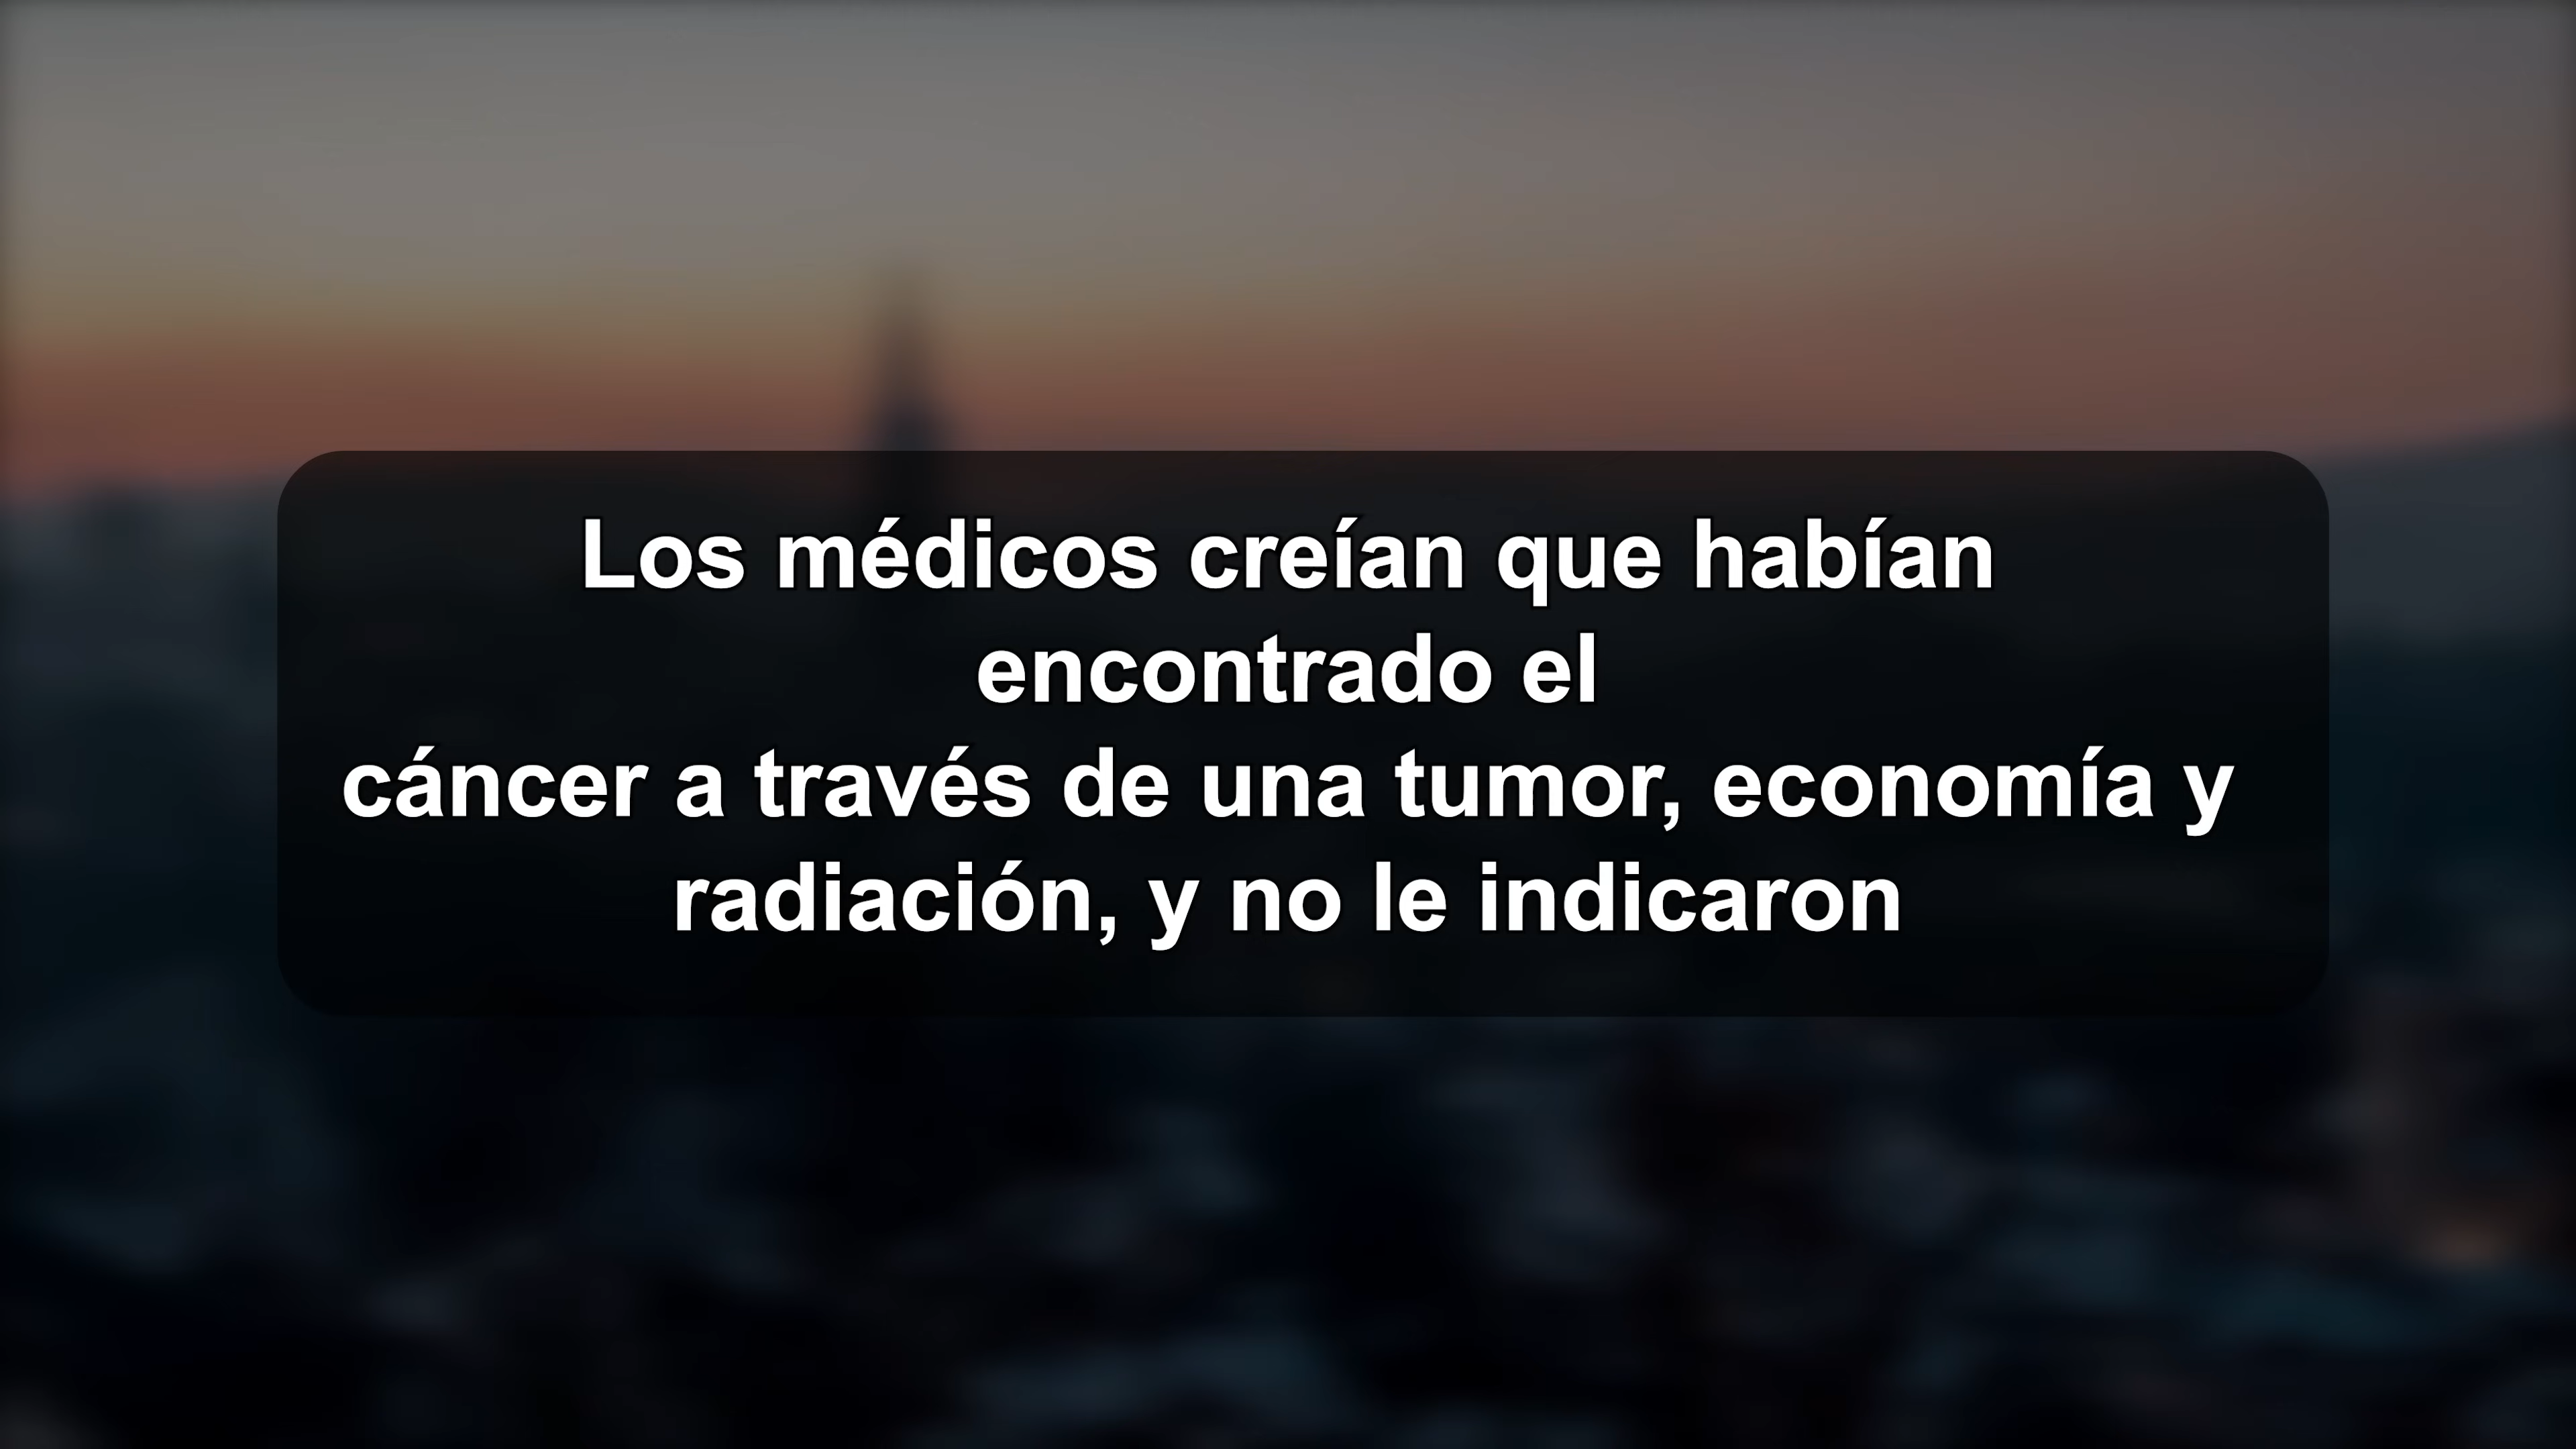 Los médicos creían que habían
encontrado el
cáncer a través de una tumor, economía y
radiación, y no le indicaron